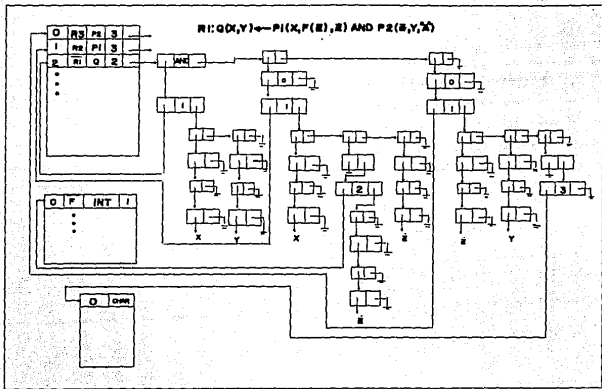 R1: Q(X,Y)←P1(X,F(Z),Z) AND P2(Z,Y,'A')
0 R3 P2 3
1 R2 P1 3
2 R1 Q 2
AND
0
0
1
1
1
2
3
X
Y
X
Z
Z
Y
Z
0 F INT 1
0 CHAR